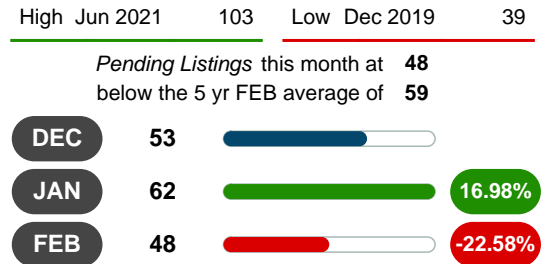 High Jun 2021 103 Low Dec 2019 39
Pending Listings this month at 48
below the 5 yr FEB average of 59
DEC 53
JAN 62 16.98%
FEB 48 -22.58%